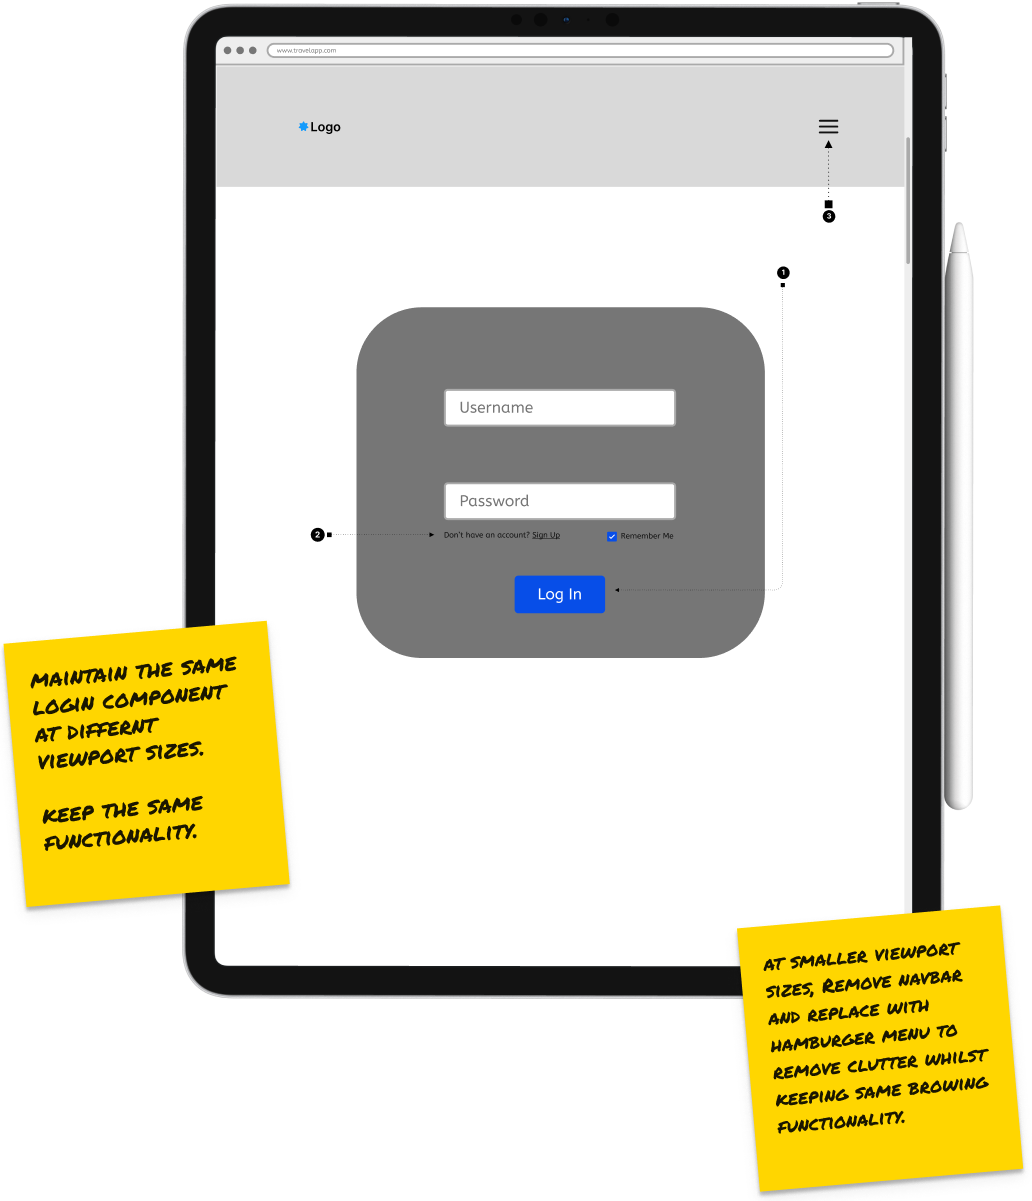 www.travelapp.com
Logo
3
1
Username
Password
2
Don't have an account? Sign Up
Remember Me
Log In
MAINTAIN THE SAME
LOGIN COMPONENT
AT DIFFERNT
VIEWPORT SIZES.
KEEP THE SAME
FUNCTIONALITY.
AT SMALLER VIEWPORT
SIZES, REMOVE NAVBAR
AND REPLACE WITH
HAMBURGER MENU TO
REMOVE CLUTTER WHILST
KEEPING SAME BROWING
FUNCTIONALITY.